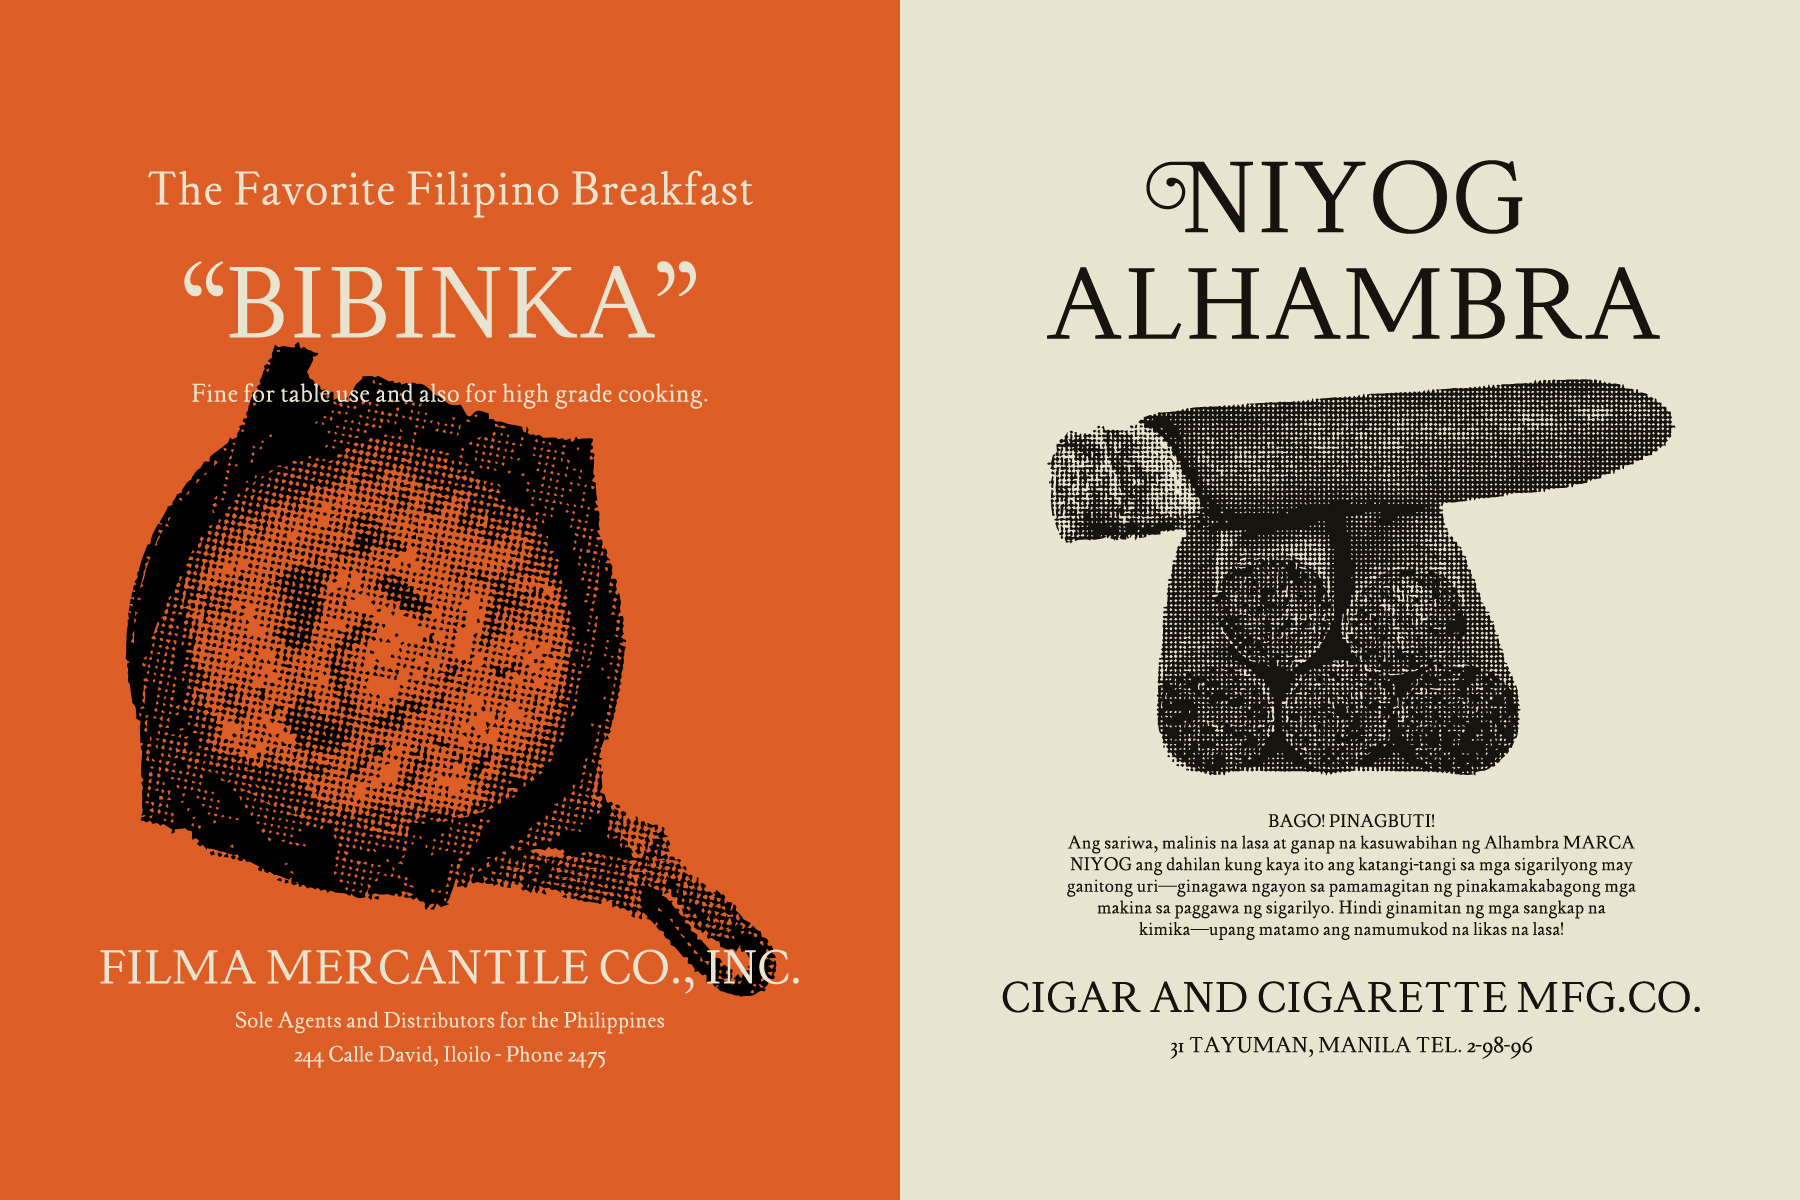 The Favorite Filipino Breakfast
“BIBINKA”
Fine for table use and also for high grade cooking.
FILMA MERCANTILE CO., INC.
Sole Agents and Distributors for the Philippines
244 Calle David, Iloilo - Phone 2475
NIYOG
ALHAMBRA
BAGO! PINAGBUTI!
Ang sariwa, malinis na lasa at ganap na kasuwabihan ng Alhambra MARCA
NIYOG ang dahilan kung kaya ito ang katangi-tangi sa mga sigarilyong may
ganitong uri—ginagawa ngayon sa pamamagitan ng pinakamakabagong mga
makina sa paggawa ng sigarilyo. Hindi ginamitan ng mga sangkap na
kimika—upang matamo ang namumukod na likas na lasa!
CIGAR AND CIGARETTE MFG.CO.
31 TAYUMAN, MANILA TEL. 2-98-96